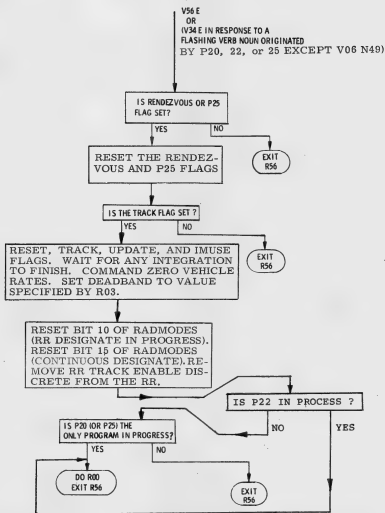 V56 E
OR
(V34 E IN RESPONSE TO A
FLASHING VERB NOUN ORIGINATED
BY P20, 22, or 25 EXCEPT V06 N49)
IS RENDEZVOUS OR P25
FLAG SET?
YES
NO
EXIT
R56
RESET THE RENDEZ-
VOUS AND P25 FLAGS
IS THE TRACK FLAG SET ?
YES
NO
EXIT
R56
RESET, TRACK, UPDATE, AND IMUSE
FLAGS. WAIT FOR ANY INTEGRATION
TO FINISH. COMMAND ZERO VEHICLE
RATES. SET DEADBAND TO VALUE
SPECIFIED BY R03.
RESET BIT 10 OF RADMODES
(RR DESIGNATE IN PROGRESS).
RESET BIT 15 OF RADMODES
(CONTINUOUS DESIGNATE). RE-
MOVE RR TRACK ENABLE DIS-
CRETE FROM THE RR.
IS P22 IN PROCESS ?
NO
YES
IS P20 (OR P25) THE
ONLY PROGRAM IN PROGRESS?
YES
NO
DO R00
EXIT R56
EXIT
R56